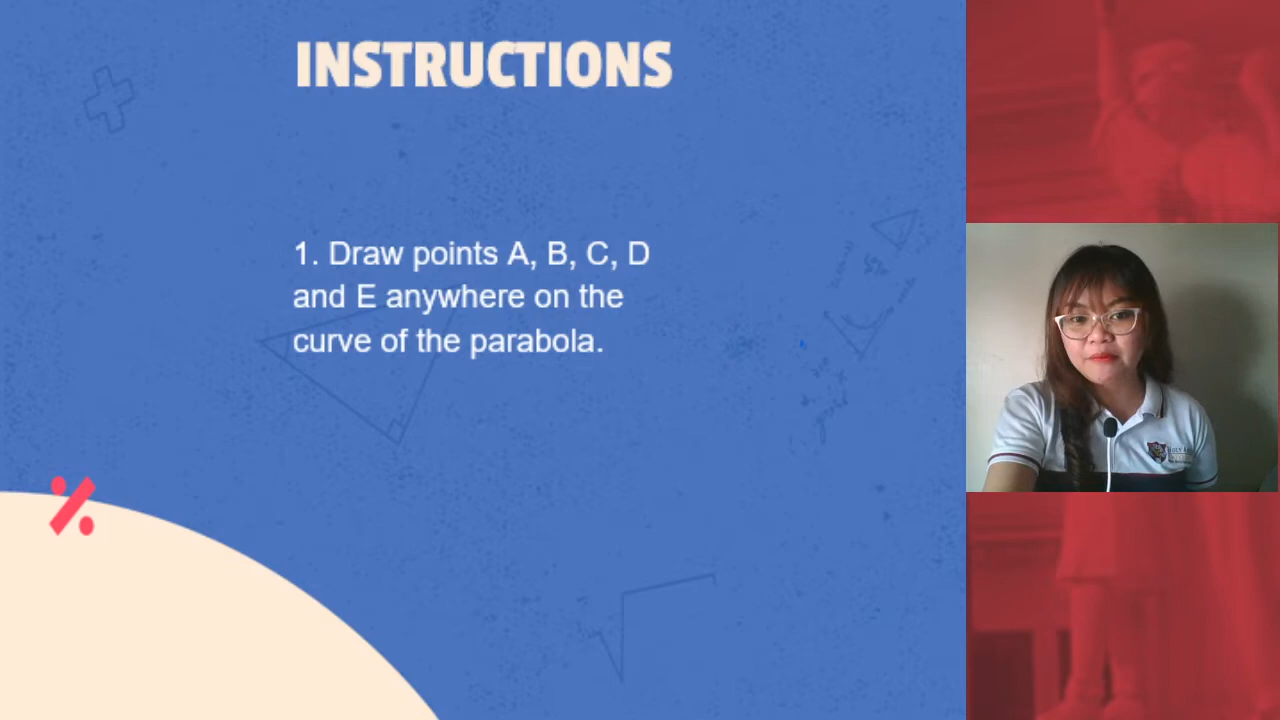 INSTRUCTIONS
1. Draw points A, B, C, D
and E anywhere on the
curve of the parabola.